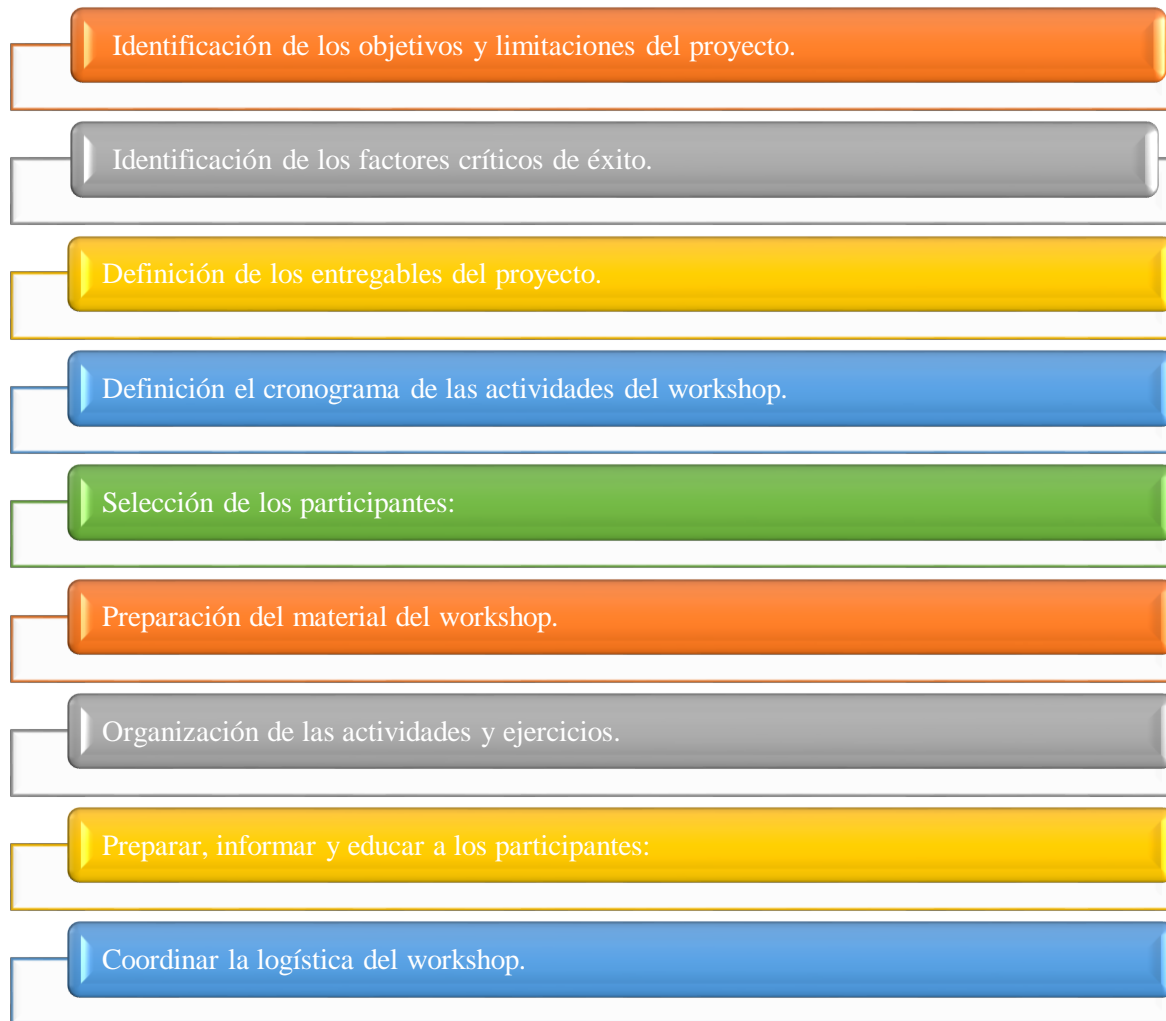 Identificación de los objetivos y limitaciones del proyecto.
Identificación de los factores críticos de éxito.
Definición de los entregables del proyecto.
Definición el cronograma de las actividades del workshop.
Selección de los participantes:
Preparación del material del workshop.
Organización de las actividades y ejercicios.
Preparar, informar y educar a los participantes:
Coordinar la logística del workshop.